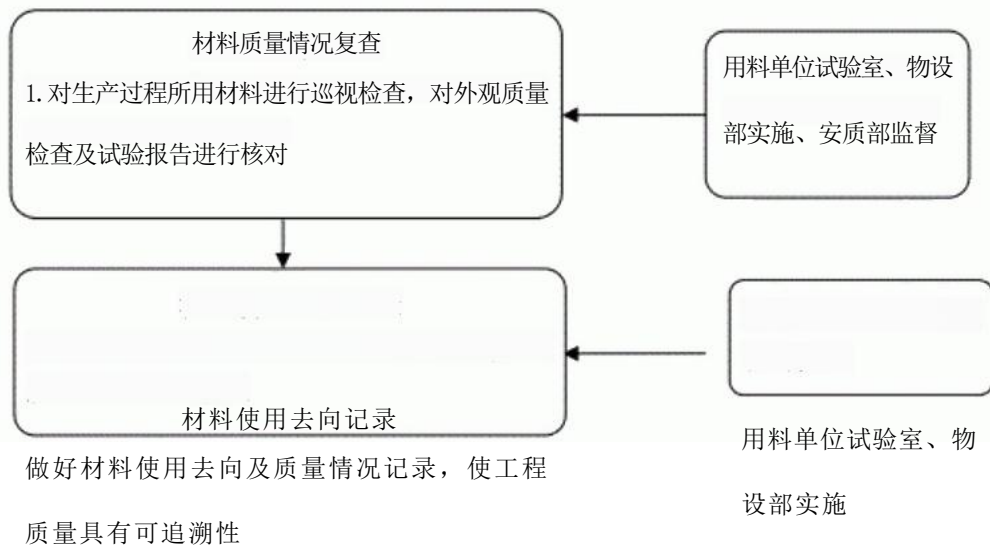 材料质量情况复查
1.对生产过程所用材料进行巡视检查，对外观质量
检查及试验报告进行核对
用料单位试验室、物设
部实施、安质部监督
材料使用去向记录
做好材料使用去向及质量情况记录，使工程
质量具有可追溯性
用料单位试验室、物
设部实施